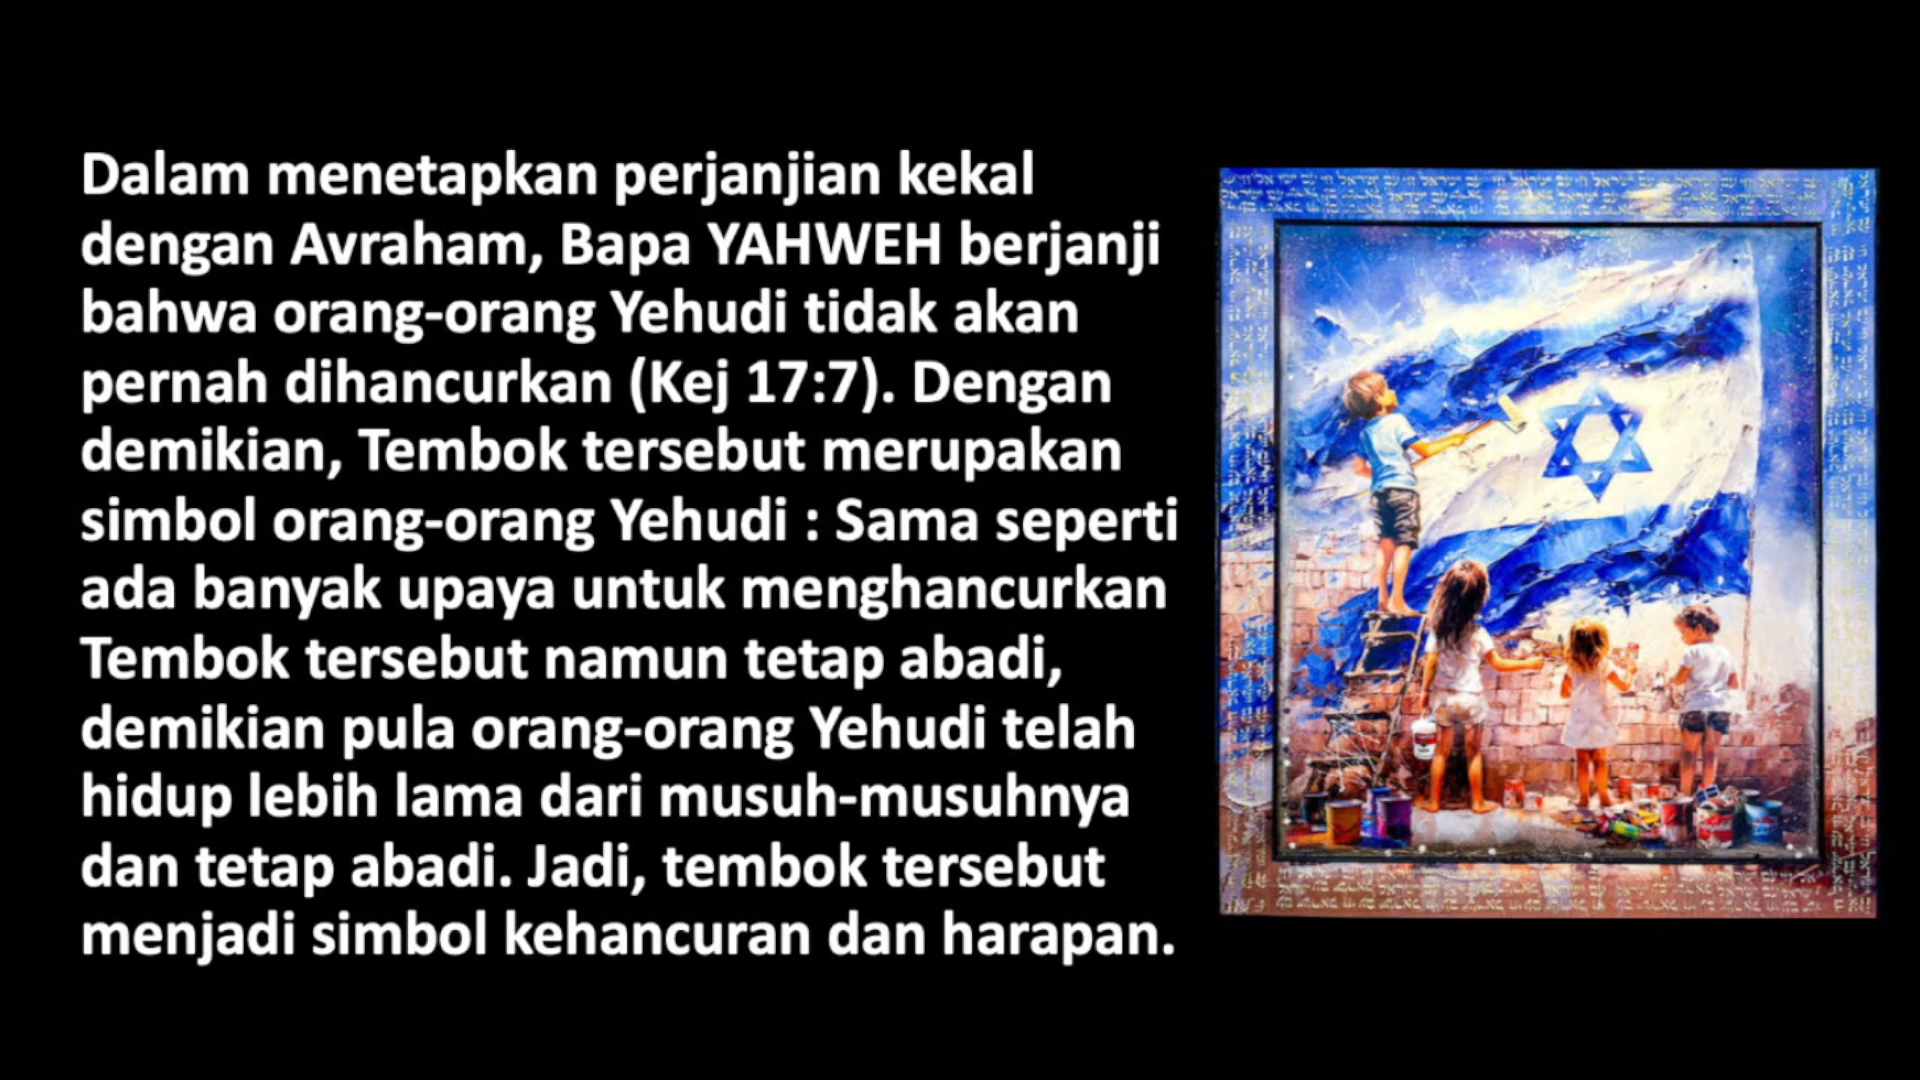 Dalam menetapkan perjanjian kekal
dengan Avraham, Bapa YAHWEH berjanji
bahwa orang-orang Yehudi tidak akan
pernah dihancurkan (Kej 17:7). Dengan
demikian, Tembok tersebut merupakan
simbol orang-orang Yehudi : Sama seperti
ada banyak upaya untuk menghancurkan
Tembok tersebut namun tetap abadi,
demikian pula orang-orang Yehudi telah
hidup lebih lama dari musuh-musuhnya
dan tetap abadi. Jadi, tembok tersebut
menjadi simbol kehancuran dan harapan.